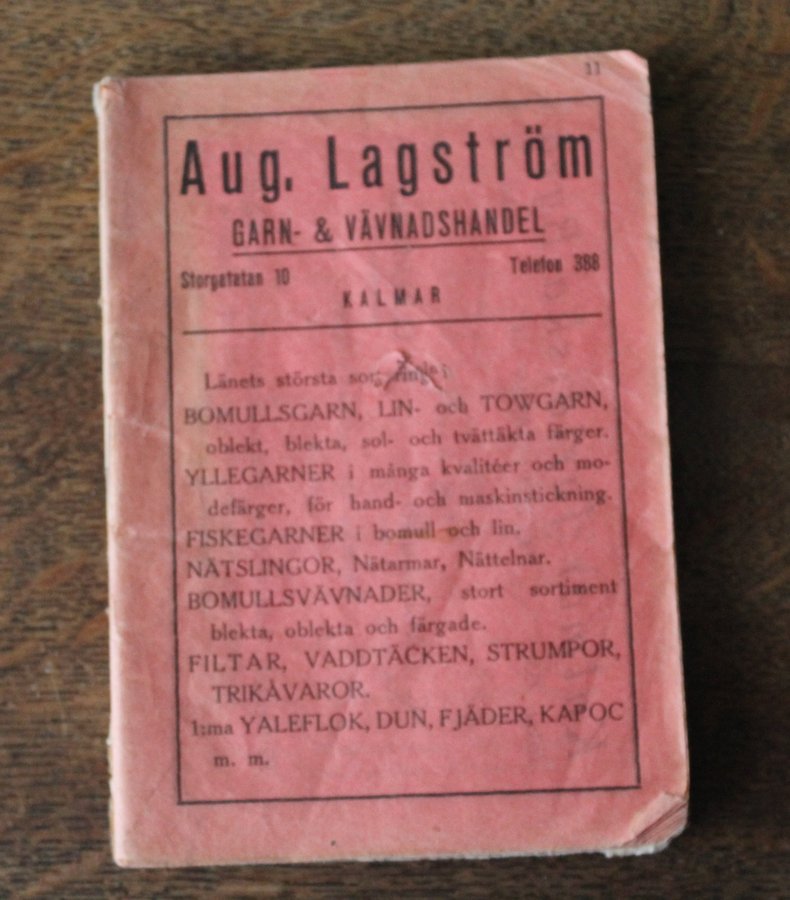 11
Aug. Lagström
GARN- & VÄVNADSHANDEL
Storgatatan 10 Telefon 388
KALMAR
Länets största i
BOMULLSGARN, LIN- och TOWGARN,
oblekt, blekta, sol- och tvättäkta färger.
YLLEGARNER i många kvalitéer och mo-
defärger, för hand- och maskinstickning.
FISKEGARNER i bomull och lin.
NÄTSLINGOR, Nätarmar, Nättelnar.
BOMULLSVÄVNADER, stort sortiment
blekta, oblekta och färgade.
FILTAR, VADDTÄCKEN, STRUMPOR,
TRIKÅVAROR.
1:ma YALEFLOK, DUN, FJÄDER, KAPOC
m. m.